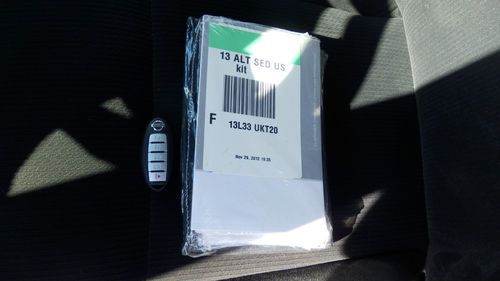 13 ALT SED US
kit
F
13L33 UKT20
Nov 29, 2012 10:35